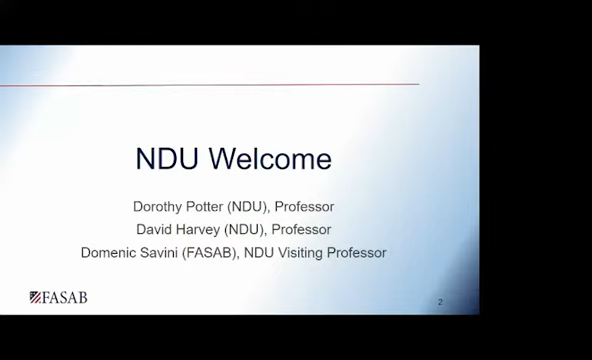 NDU Welcome
Dorothy Potter (NDU), Professor
David Harvey (NDU), Professor
Domenic Savini (FASAB), NDU Visiting Professor
FASAB
2